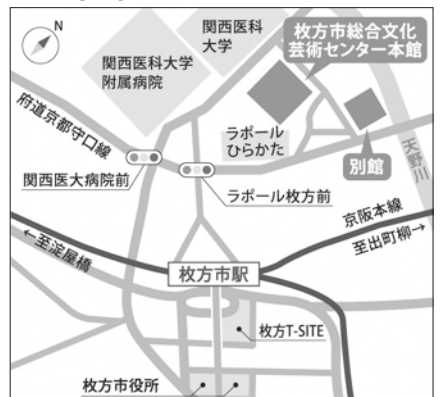 N
関西医科
大学
枚方市総合文化
芸術センター本館
関西医科大学
附属病院
府道京都守口線
ラポール
ひらかた
別館
天野川
関西医大病院前
ラポール枚方前
京阪本線
至出町柳→
←至淀屋橋
枚方市駅
枚方T-SITE
枚方市役所